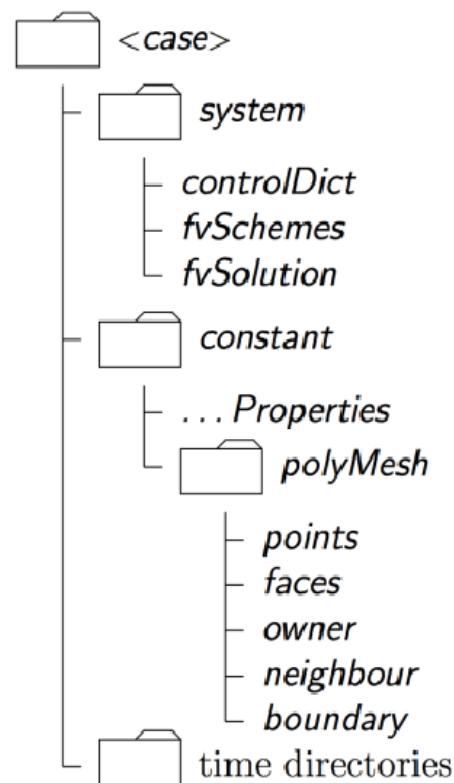 <case>
system
controlDict
fvSchemes
fvSolution
constant
...Properties
polyMesh
points
faces
owner
neighbour
boundary
time directories